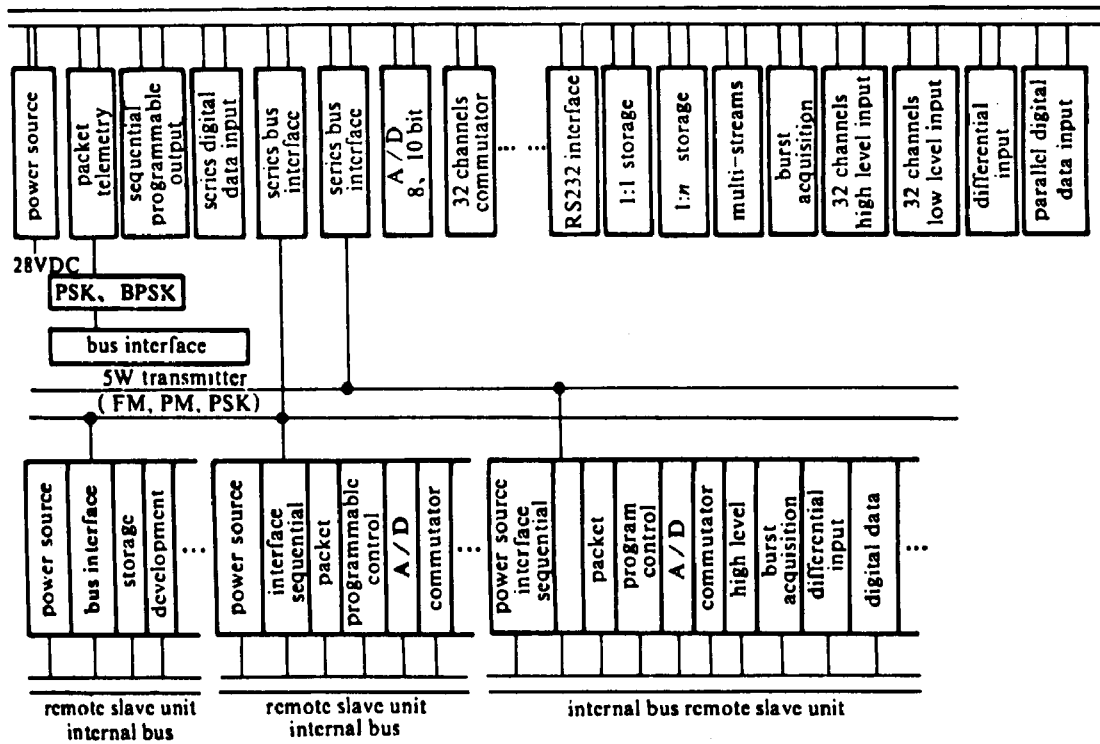 power source
packet
telemetry
sequential
programmable
output
series digital
data input
series bus
interface
series bus
interface
A/D
8、10 bit
32 channels
commutator
... ...
RS232 interface
1:1 storage
1:n storage
multi-streams
burst
acquisition
32 channels
high level input
32 channels
low level input
differential
input
parallel digital
data input
28VDC
PSK、 BPSK
bus interface
5W transmitter
(FM, PM, PSK)
power source
bus interface
storage
development
...
power source
interface
sequential
packet
programmable
control
A/D
commutator
...
power source
interface
sequential
packet
program
control
A/D
commutator
high level
burst
acquisition
differential
input
digital data
...
remote slave unit
internal bus
remote slave unit
internal bus
internal bus remote slave unit